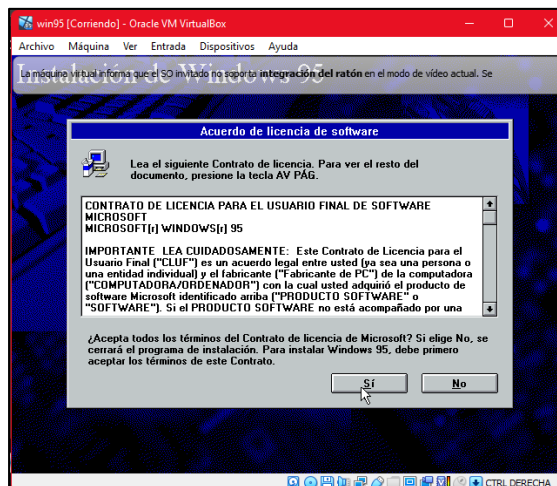 win95 [Corriendo] - Oracle VM VirtualBox
Archivo Máquina Ver Entrada Dispositivos Ayuda
Instalación de Windows 95
La máquina virtual informa que el SO invitado no soporta integración del ratón en el modo de vídeo actual. Se
Acuerdo de licencia de software
Lea el siguiente Contrato de licencia. Para ver el resto del
documento, presione la tecla AV PÁG.
CONTRATO DE LICENCIA PARA EL USUARIO FINAL DE SOFTWARE
MICROSOFT
MICROSOFT[r] WINDOWS[r] 95
IMPORTANTE LEA CUIDADOSAMENTE: Este Contrato de Licencia para el
Usuario Final ("CLUF") es un acuerdo legal entre usted (ya sea una persona o
una entidad individual) y el fabricante ("Fabricante de PC") de la computadora
("COMPUTADORA/ORDENADOR") con la cual usted adquirió el producto de
software Microsoft identificado arriba ("PRODUCTO SOFTWARE" o
"SOFTWARE"). Si el PRODUCTO SOFTWARE no está acompañado por una
¿Acepta todos los términos del Contrato de licencia de Microsoft? Si elige No, se
cerrará el programa de instalación. Para instalar Windows 95, debe primero
aceptar los términos de este Contrato.
Sí No
CTRL DERECHA